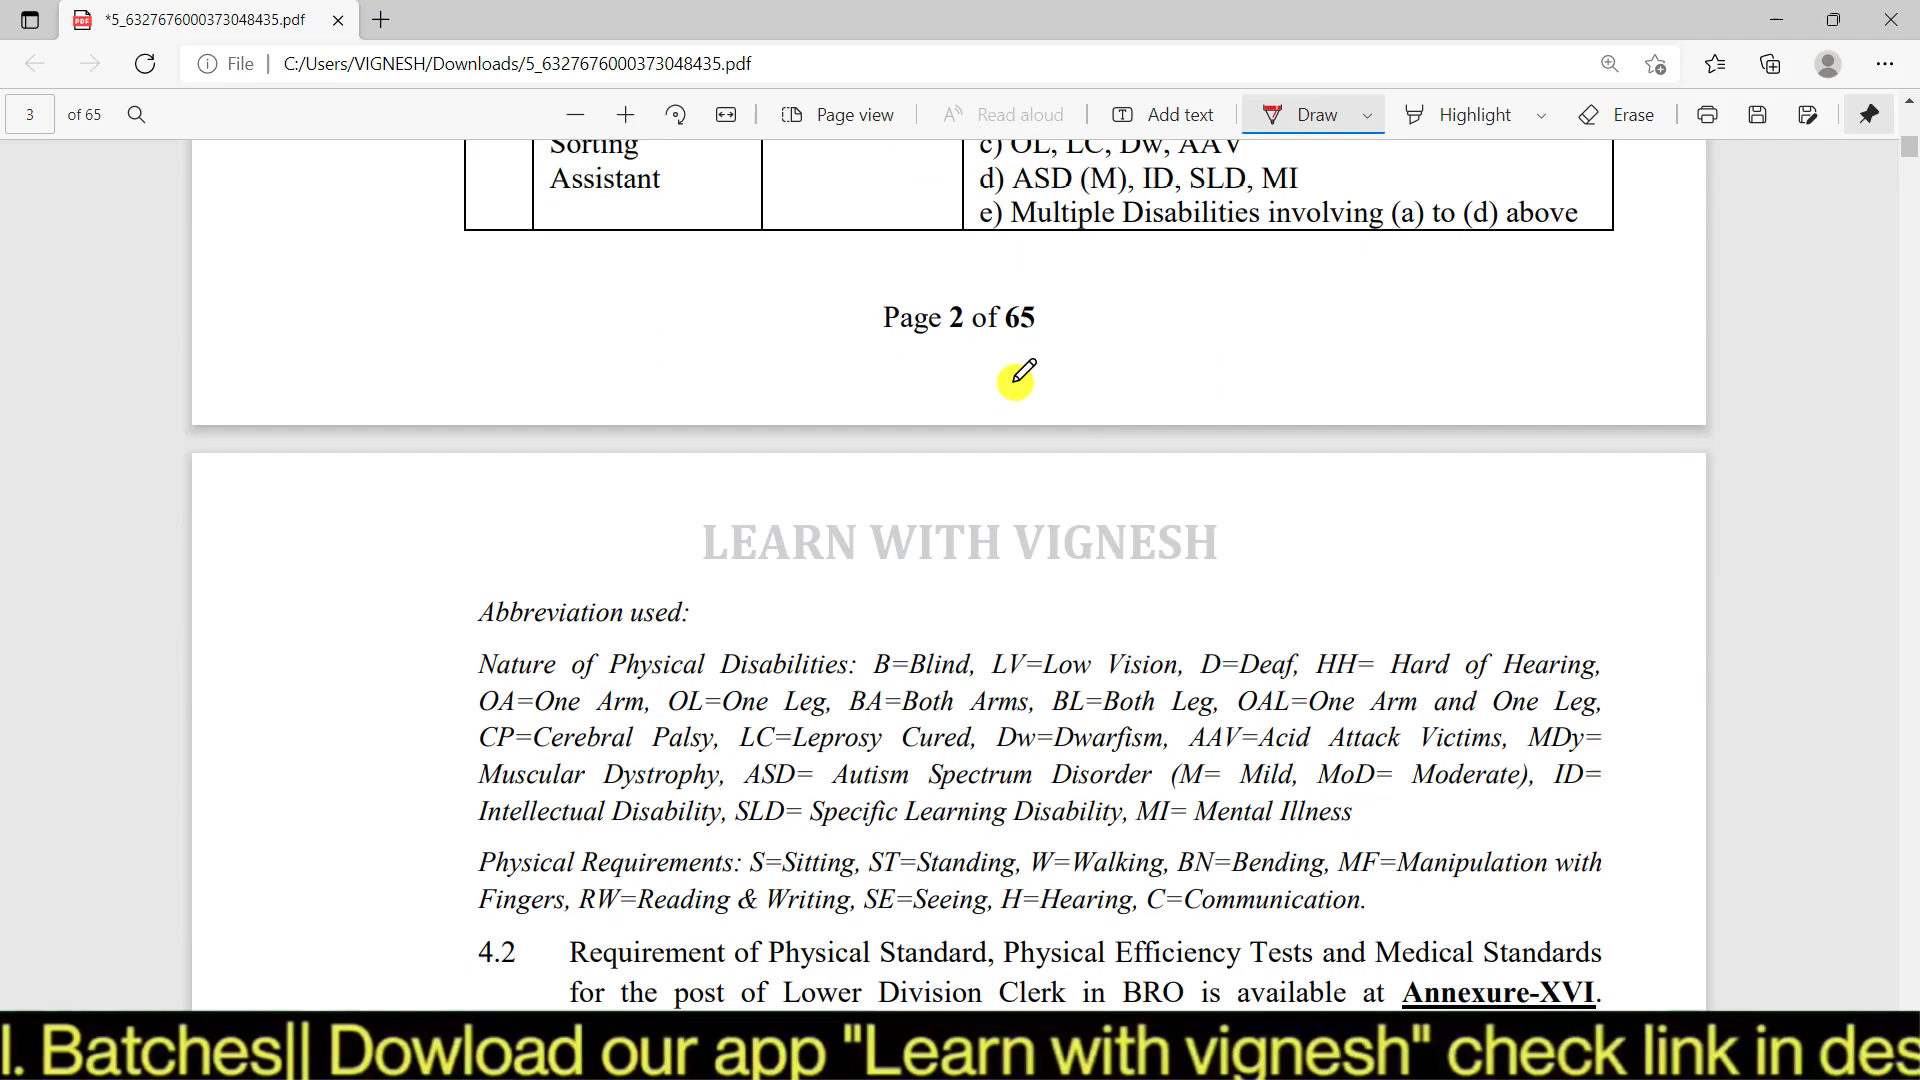 *5_6327676000373048435.pdf
File
C:/Users/VIGNESH/Downloads/5_6327676000373048435.pdf
3 of 65
Page view
Read aloud
Add text
Draw
Highlight
Erase
Sorting
Assistant
c) OL, LC, Dw, AAV
d) ASD (M), ID, SLD, MI
e) Multiple Disabilities involving (a) to (d) above
Page 2 of 65
LEARN WITH VIGNESH
Abbreviation used:
Nature of Physical Disabilities: B=Blind, LV=Low Vision, D=Deaf, HH= Hard of Hearing,
OA=One Arm, OL=One Leg, BA=Both Arms, BL=Both Leg, OAL=One Arm and One Leg,
CP=Cerebral Palsy, LC=Leprosy Cured, Dw=Dwarfism, AAV=Acid Attack Victims, MDy=
Muscular Dystrophy, ASD= Autism Spectrum Disorder (M= Mild, MoD= Moderate), ID=
Intellectual Disability, SLD= Specific Learning Disability, MI= Mental Illness
Physical Requirements: S=Sitting, ST=Standing, W=Walking, BN=Bending, MF=Manipulation with
Fingers, RW=Reading & Writing, SE=Seeing, H=Hearing, C=Communication.
4.2 Requirement of Physical Standard, Physical Efficiency Tests and Medical Standards
for the post of Lower Division Clerk in BRO is available at Annexure-XVI.
l. Batches|| Dowload our app "Learn with vignesh" check link in des